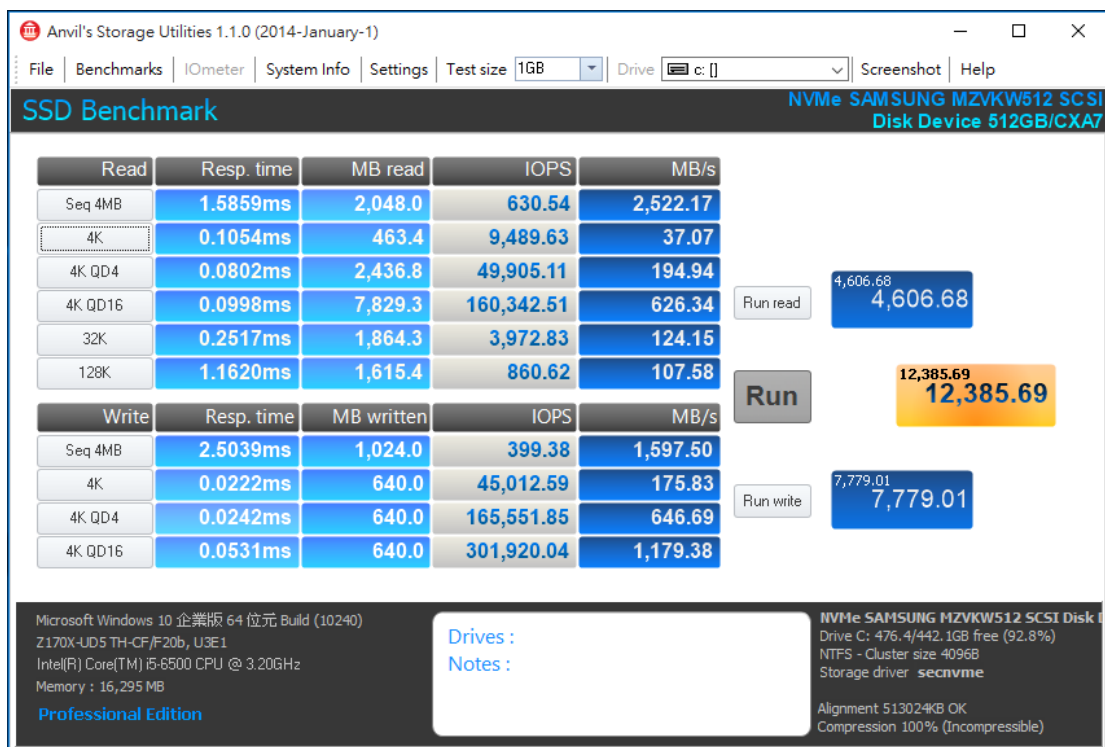 Anvil's Storage Utilities 1.1.0 (2014-January-1)
File Benchmarks IOmeter System Info Settings Test size 1GB Drive c: [] Screenshot Help
SSD Benchmark
NVMe SAMSUNG MZVKW512 SCSI
Disk Device 512GB/CXA7
Read Resp. time MB read IOPS MB/s
Seq 4MB 1.5859ms 2,048.0 630.54 2,522.17
4K 0.1054ms 463.4 9,489.63 37.07
4K QD4 0.0802ms 2,436.8 49,905.11 194.94
4K QD16 0.0998ms 7,829.3 160,342.51 626.34
32K 0.2517ms 1,864.3 3,972.83 124.15
128K 1.1620ms 1,615.4 860.62 107.58
Run read
4,606.68
4,606.68
Run
12,385.69
12,385.69
Write Resp. time MB written IOPS MB/s
Seq 4MB 2.5039ms 1,024.0 399.38 1,597.50
4K 0.0222ms 640.0 45,012.59 175.83
4K QD4 0.0242ms 640.0 165,551.85 646.69
4K QD16 0.0531ms 640.0 301,920.04 1,179.38
Run write
7,779.01
7,779.01
Microsoft Windows 10 企業版 64 位元 Build (10240)
Z170X-UD5 TH-CF/F20b, U3E1
Intel(R) Core(TM) i5-6500 CPU @ 3.20GHz
Memory : 16,295 MB
Professional Edition
Drives :
Notes :
NVMe SAMSUNG MZVKW512 SCSI Disk
Drive C: 476.4/442.1GB free (92.8%)
NTFS - Cluster size 4096B
Storage driver secnvme
Alignment 513024KB OK
Compression 100% (Incompressible)